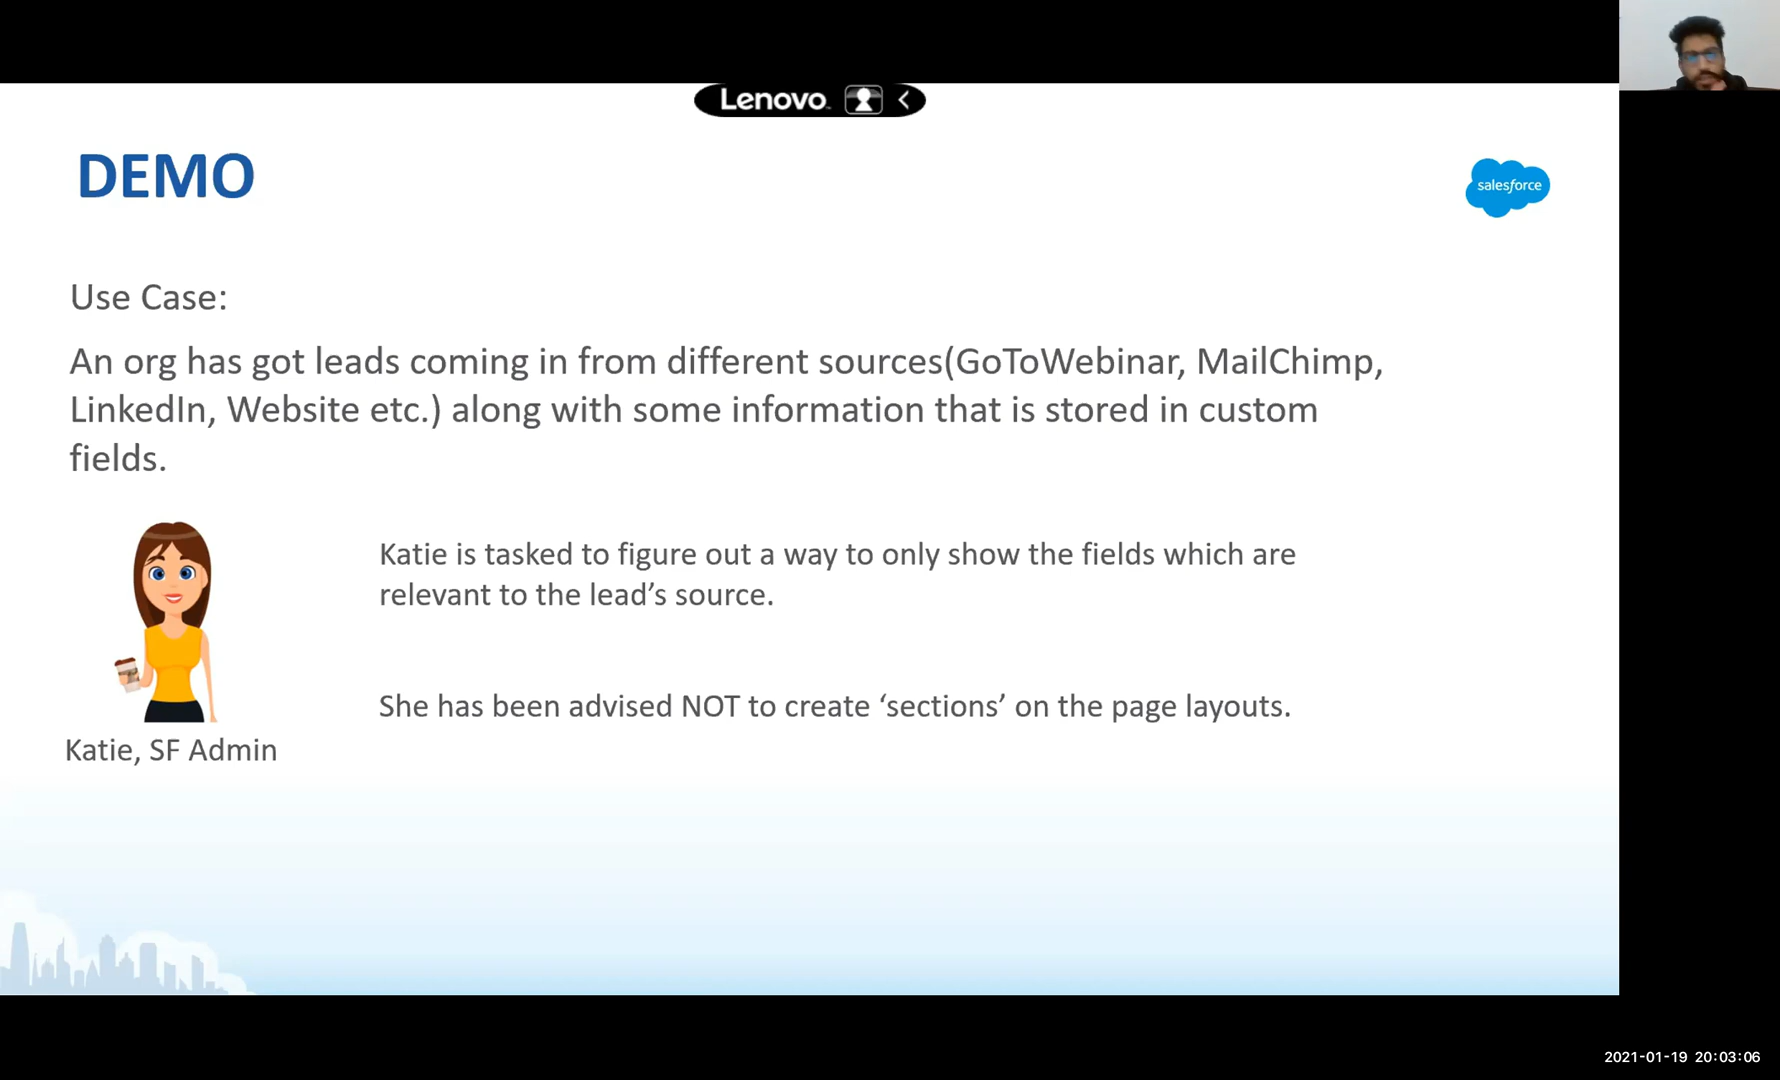 Lenovo
DEMO
salesforce
Use Case:
An org has got leads coming in from different sources(GoToWebinar, MailChimp,
LinkedIn, Website etc.) along with some information that is stored in custom
fields.
Katie is tasked to figure out a way to only show the fields which are
relevant to the lead’s source.
She has been advised NOT to create ‘sections’ on the page layouts.
Katie, SF Admin
2021-01-19 20:03:06